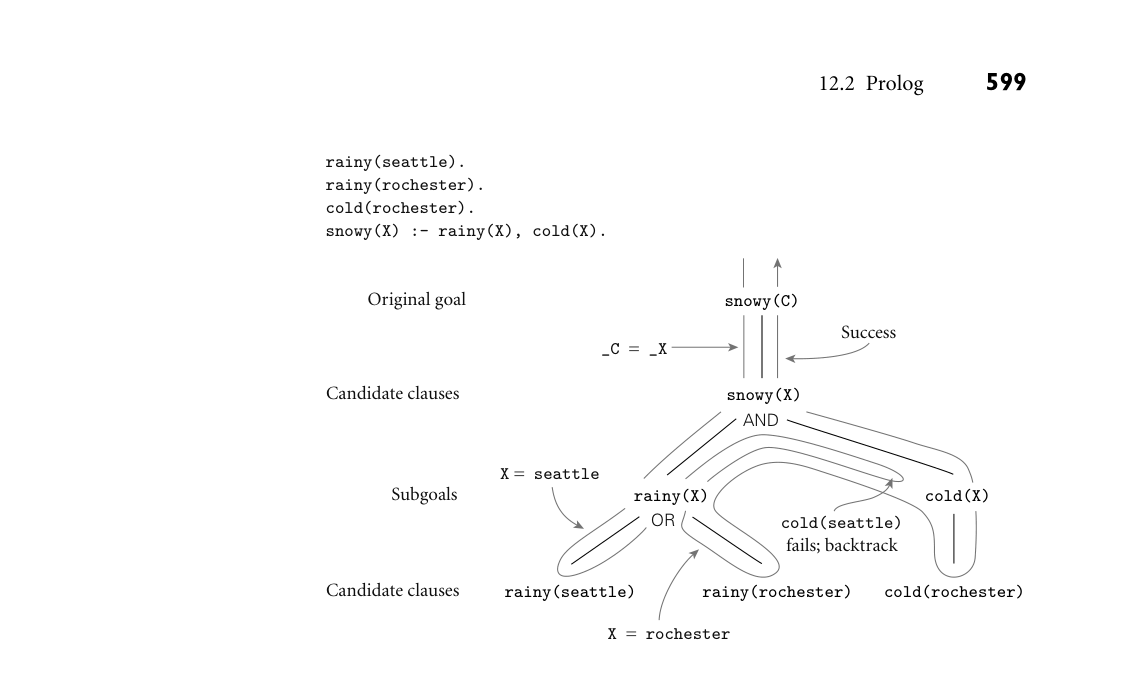 12.2 Prolog 599
rainy(seattle).
rainy(rochester).
cold(rochester).
snowy(X) :- rainy(X), cold(X).
Original goal
snowy(C)
Success
_C = _X
Candidate clauses
snowy(X)
AND
X = seattle
Subgoals
rainy(X)
cold(X)
OR
cold(seattle)
fails; backtrack
Candidate clauses
rainy(seattle)
rainy(rochester)
cold(rochester)
X = rochester